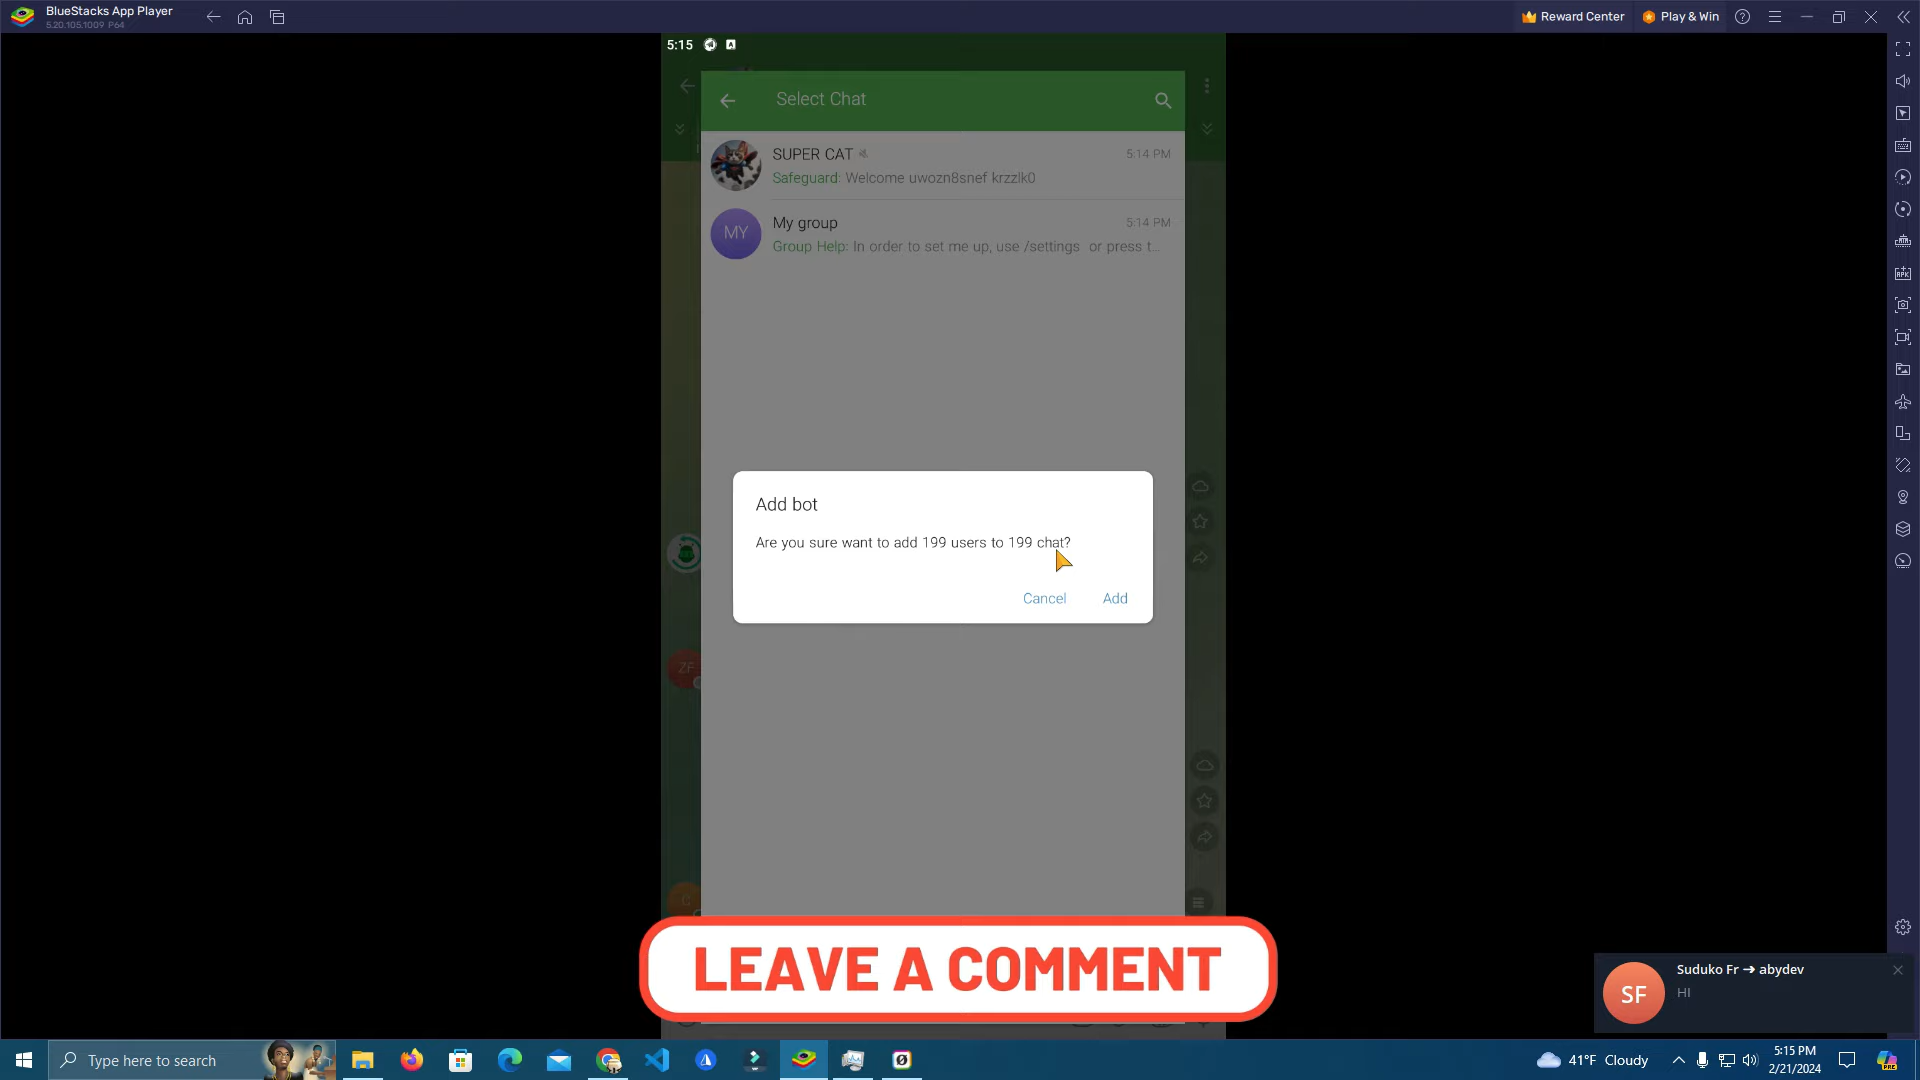 BlueStacks App Player
5.20.105.1009 P64
Reward Center
Play & Win
5:15
Select Chat
SUPER CAT
5:14 PM
Safeguard: Welcome uwozn8snef krzzlk0
MY
My group
5:14 PM
Group Help: In order to set me up, use /settings or press t...
Add bot
Are you sure want to add 199 users to 199 chat?
Cancel
Add
ZF
C
LEAVE A COMMENT
SF
Suduko Fr ➔ abydev
HI
Type here to search
41°F Cloudy
5:15 PM
2/21/2024